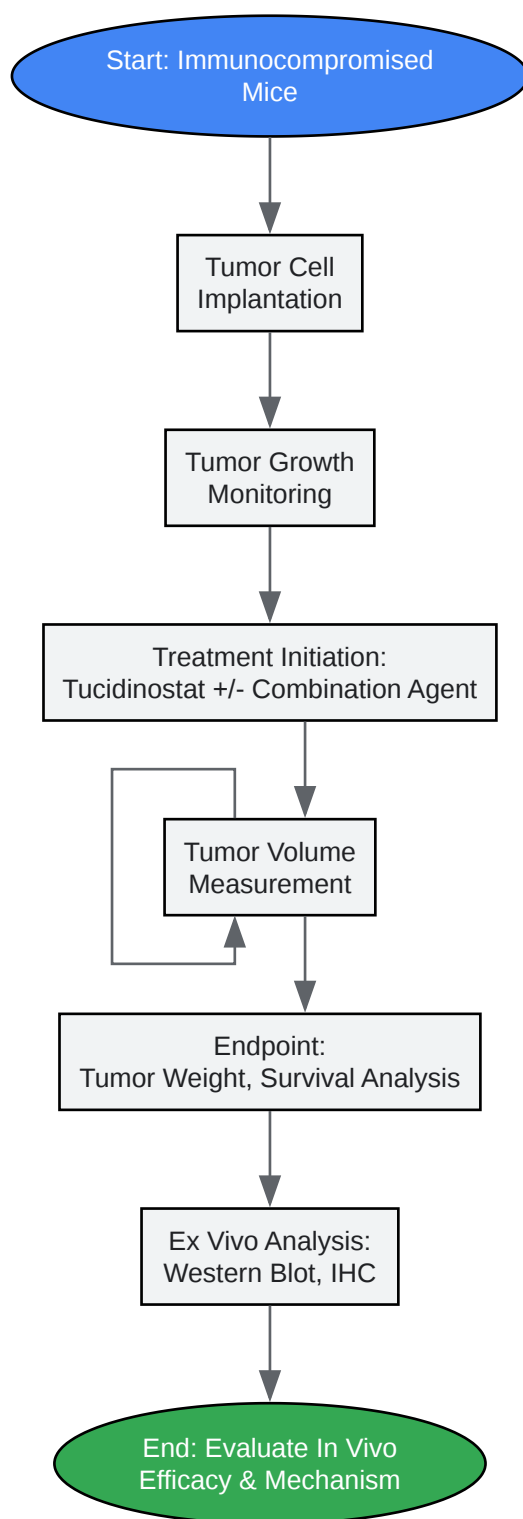 Start: Immunocompromised
Mice
Tumor Cell
Implantation
Tumor Growth
Monitoring
Treatment Initiation:
Tucidinostat +/- Combination Agent
Tumor Volume
Measurement
Endpoint:
Tumor Weight, Survival Analysis
Ex Vivo Analysis:
Western Blot, IHC
End: Evaluate In Vivo
Efficacy & Mechanism